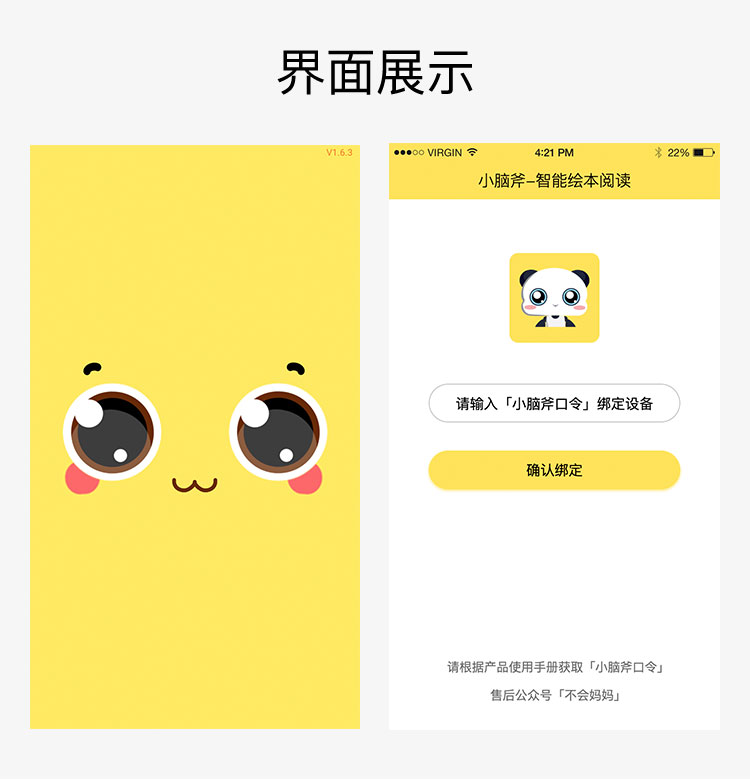 界面展示
V1.6.3
VIRGIN
4:21 PM
22%
小脑斧-智能绘本阅读
请输入「小脑斧口令」绑定设备
确认绑定
请根据产品使用手册获取「小脑斧口令」
售后公众号「不会妈妈」